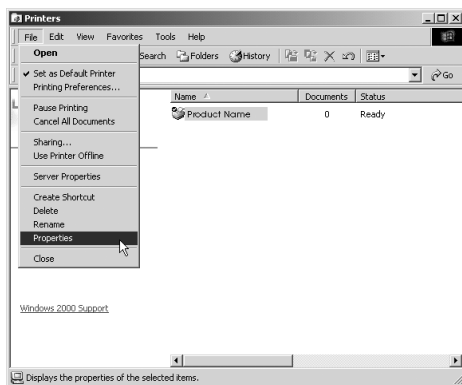 Printers
File Edit View Favorites Tools Help
Search Folders History
Go
Open
Set as Default Printer
Printing Preferences...
Pause Printing
Cancel All Documents
Sharing...
Use Printer Offline
Server Properties
Create Shortcut
Delete
Rename
Properties
Close
Name Documents Status
Product Name 0 Ready
Windows 2000 Support
Displays the properties of the selected items.